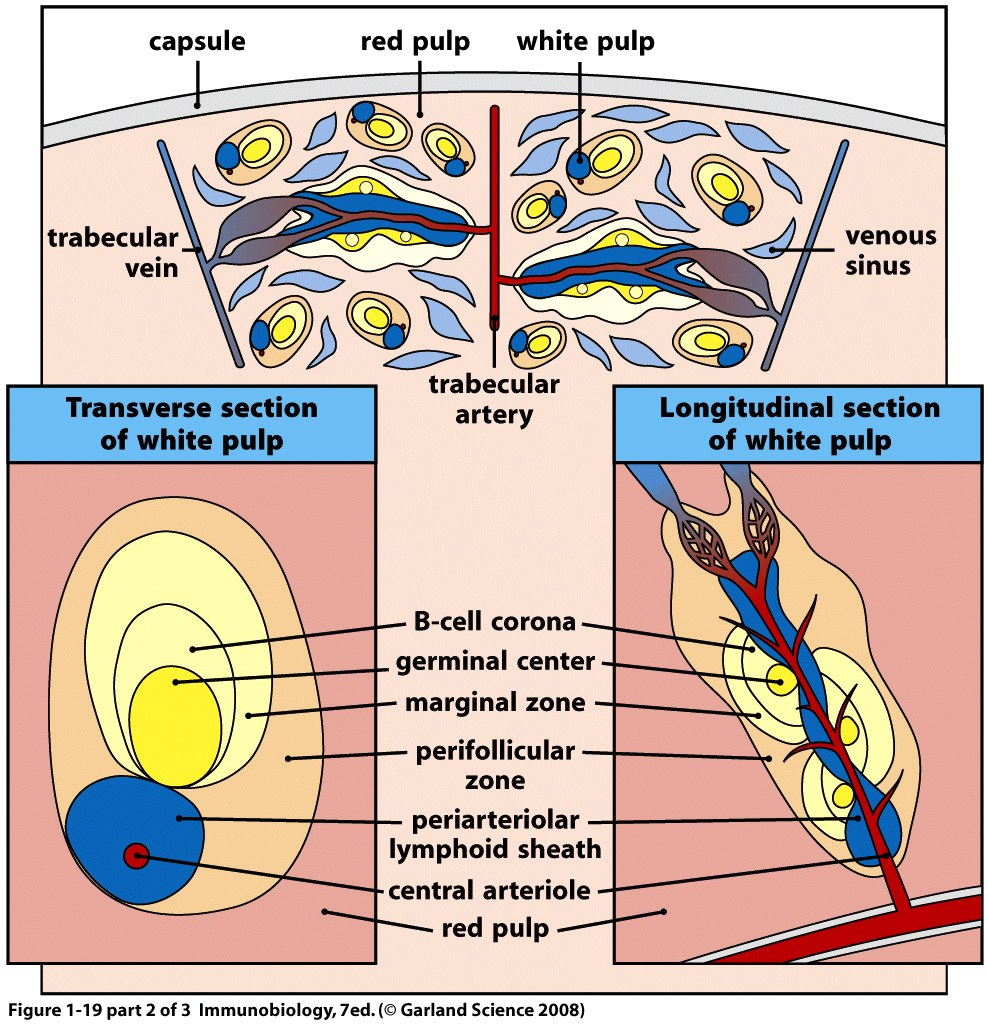 capsule
red pulp
white pulp
trabecular
vein
venous
sinus
trabecular
artery
Transverse section
of white pulp
Longitudinal section
of white pulp
B-cell corona
germinal center
marginal zone
perifollicular
zone
periarteriolar
lymphoid sheath
central arteriole
red pulp
Figure 1-19 part 2 of 3 Immunobiology, 7ed. (© Garland Science 2008)